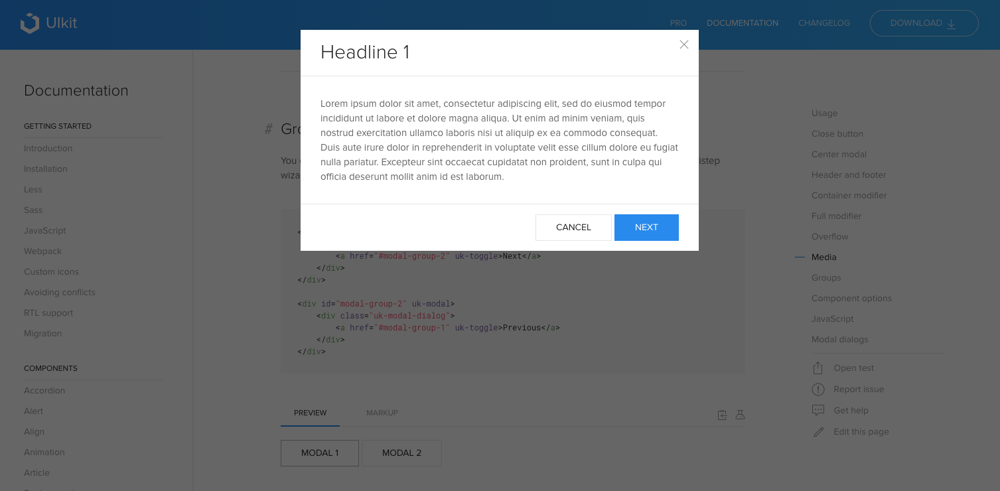 UIkit
PRO
DOCUMENTATION
CHANGELOG
DOWNLOAD
Headline 1
Lorem ipsum dolor sit amet, consectetur adipiscing elit, sed do eiusmod tempor
incididunt ut labore et dolore magna aliqua. Ut enim ad minim veniam, quis
nostrud exercitation ullamco laboris nisi ut aliquip ex ea commodo consequat.
Duis aute irure dolor in reprehenderit in voluptate velit esse cillum dolore eu fugiat
nulla pariatur. Excepteur sint occaecat cupidatat non proident, sunt in culpa qui
officia deserunt mollit anim id est laborum.
CANCEL
NEXT
Documentation
GETTING STARTED
Introduction
Installation
Less
Sass
JavaScript
Webpack
Custom icons
Avoiding conflicts
RTL support
Migration
COMPONENTS
Accordion
Alert
Align
Animation
Article
#
You
<a href="#modal-group-2" uk-toggle>Next</a>
</div>
</div>
<div id="modal-group-2" uk-modal>
<div class="uk-modal-dialog">
<a href="#modal-group-1" uk-toggle>Previous</a>
</div>
</div>
PREVIEW
MARKUP
MODAL 1
MODAL 2
Usage
Close button
Center modal
Header and footer
Container modifier
Full modifier
Overflow
Media
Groups
Component options
JavaScript
Modal dialogs
Open test
Report issue
Get help
Edit this page